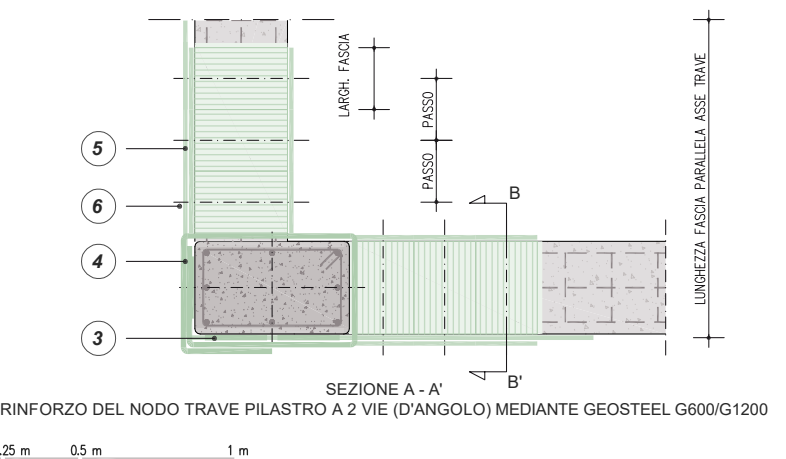 LARGH. FASCIA
PASSO
PASSO
LUNGHEZZA FASCIA PARALLELA ASSE TRAVE
5
6
4
3
B
B'
SEZIONE A - A'
RINFORZO DEL NODO TRAVE PILASTRO A 2 VIE (D'ANGOLO) MEDIANTE GEOSTEEL G600/G1200
.25 m 0.5 m 1 m